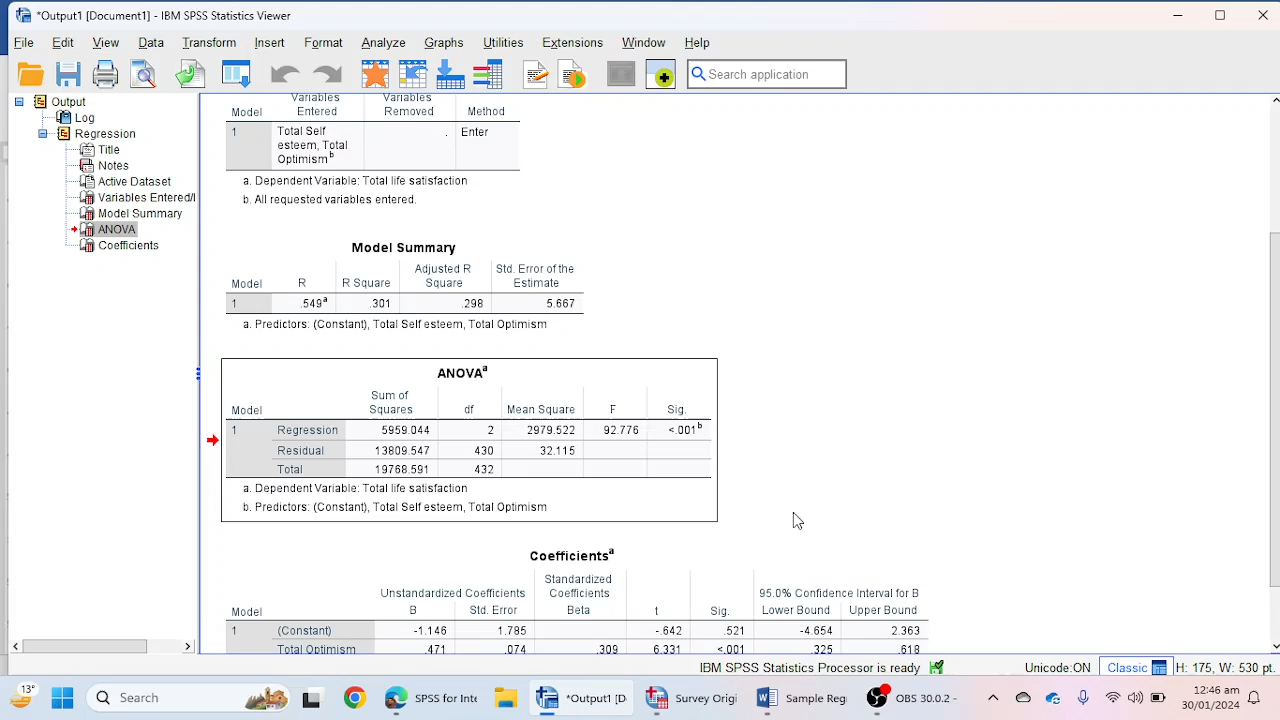 *Output1 [Document1] - IBM SPSS Statistics Viewer
File Edit View Data Transform Insert Format Analyze Graphs Utilities Extensions Window Help
Search application
Output
Log
Regression
Title
Notes
Active Dataset
Variables Entered/
Model Summary
ANOVA
Coefficients
Model Variables Entered Variables Removed Method
1 Total Self esteem, Total Optimism b . Enter
a. Dependent Variable: Total life satisfaction
b. All requested variables entered.
Model Summary
Model R R Square Adjusted R Square Std. Error of the Estimate
1 .549a .301 .298 5.667
a. Predictors: (Constant), Total Self esteem, Total Optimism
ANOVAa
Model Sum of Squares df Mean Square F Sig.
1 Regression 5959.044 2 2979.522 92.776 <.001b
Residual 13809.547 430 32.115
Total 19768.591 432
a. Dependent Variable: Total life satisfaction
b. Predictors: (Constant), Total Self esteem, Total Optimism
Coefficientsa
Unstandardized Coefficients Standardized Coefficients 95.0% Confidence Interval for B
Model B Std. Error Beta t Sig. Lower Bound Upper Bound
1 (Constant) -1.146 1.785 -.642 .521 -4.654 2.363
Total Optimism .471 .074 .309 6.331 <.001 .325 .618
IBM SPSS Statistics Processor is ready Unicode:ON Classic H: 175, W: 530 pt.
13° Search SPSS for Inte *Output1 [D Survey Origi Sample Reg OBS 30.0.2 - 12:46 am
30/01/2024